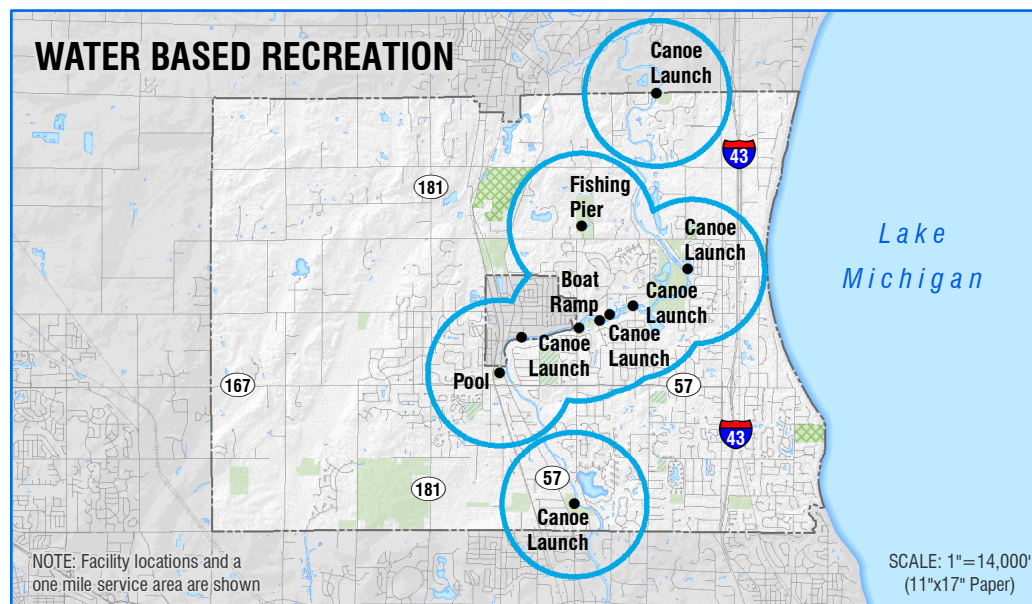 WATER BASED RECREATION
Canoe
Launch
43
181
Fishing
Pier
Canoe
Launch
Lake
Michigan
Boat
Ramp
Canoe
Launch
Canoe
Launch
Canoe
Launch
Pool
167
57
43
181
57
Canoe
Launch
NOTE: Facility locations and a
one mile service area are shown
SCALE: 1"=14,000'
(11"x17" Paper)